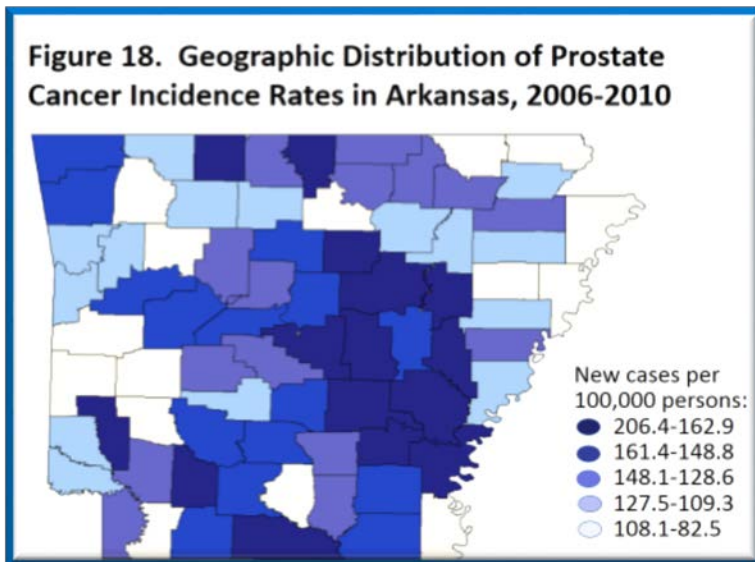 Figure 18.  Geographic Distribution of Prostate
Cancer Incidence Rates in Arkansas, 2006-2010
New cases per
100,000 persons:
206.4-162.9
161.4-148.8
148.1-128.6
127.5-109.3
108.1-82.5